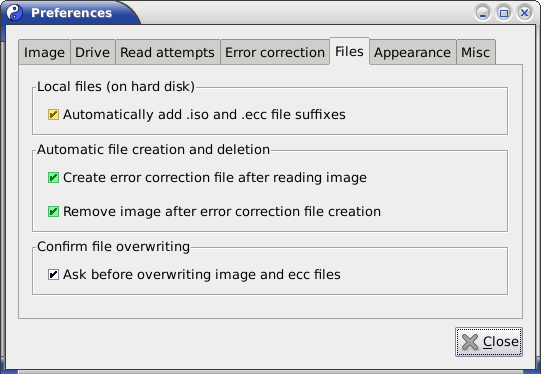 Preferences
Image Drive Read attempts Error correction Files Appearance Misc
Local files (on hard disk)
Automatically add .iso and .ecc file suffixes
Automatic file creation and deletion
Create error correction file after reading image
Remove image after error correction file creation
Confirm file overwriting
Ask before overwriting image and ecc files
Close